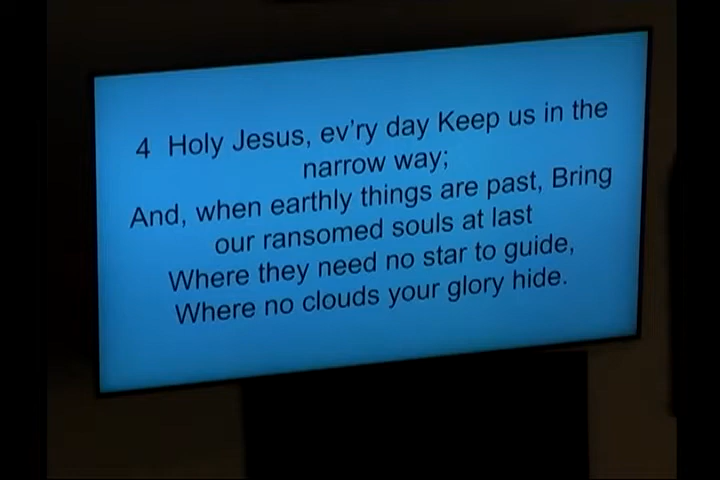 4 Holy Jesus, ev'ry day Keep us in the
narrow way;
And, when earthly things are past, Bring
our ransomed souls at last
Where they need no star to guide,
Where no clouds your glory hide.